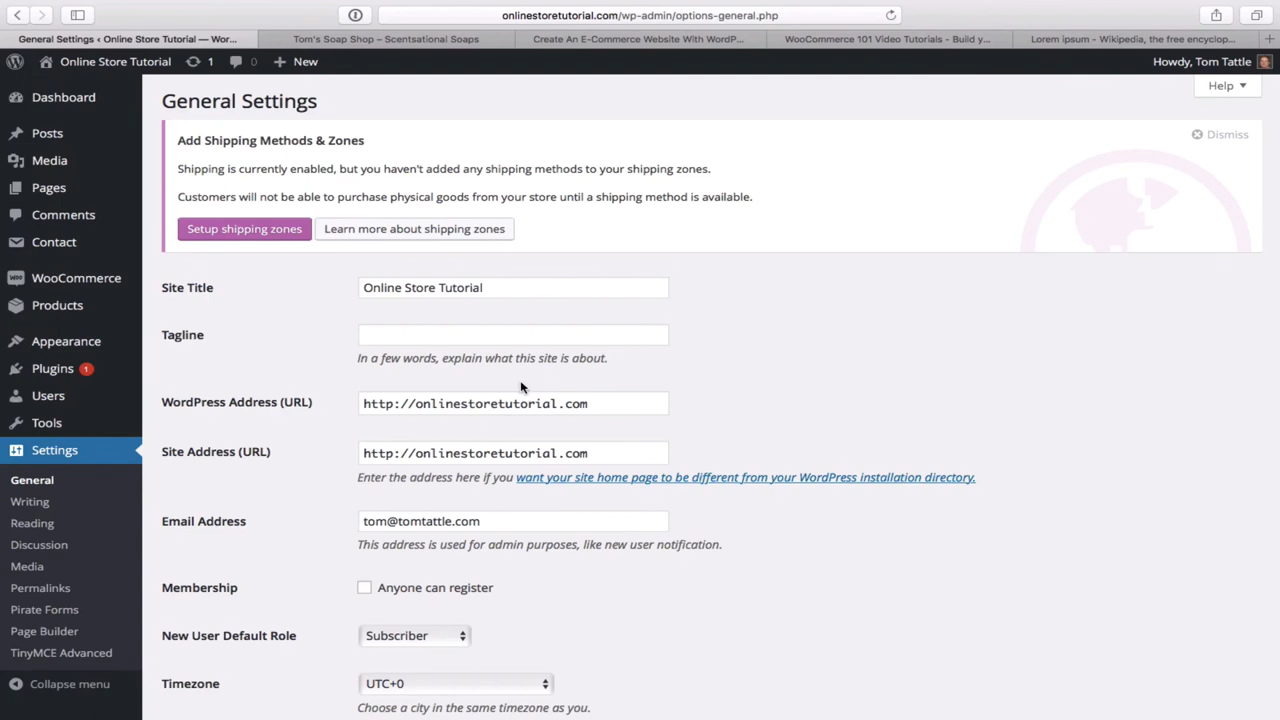 onlinestoretutorial.com/wp-admin/options-general.php
General Settings ‹ Online Store Tutorial — Wor...
Tom's Soap Shop – Scentsational Soaps
Create An E-Commerce Website With WordP...
WooCommerce 101 Video Tutorials - Build y...
Lorem ipsum - Wikipedia, the free encyclop...
Online Store Tutorial
1
0
New
Howdy, Tom Tattle
Help
Dashboard
Posts
Media
Pages
Comments
Contact
WooCommerce
Products
Appearance
Plugins 1
Users
Tools
Settings
General
Writing
Reading
Discussion
Media
Permalinks
Pirate Forms
Page Builder
TinyMCE Advanced
Collapse menu
General Settings
Add Shipping Methods & Zones
Dismiss
Shipping is currently enabled, but you haven't added any shipping methods to your shipping zones.
Customers will not be able to purchase physical goods from your store until a shipping method is available.
Setup shipping zones
Learn more about shipping zones
Site Title
Online Store Tutorial
Tagline
In a few words, explain what this site is about.
WordPress Address (URL)
http://onlinestoretutorial.com
Site Address (URL)
http://onlinestoretutorial.com
Enter the address here if you want your site home page to be different from your WordPress installation directory.
Email Address
tom@tomtattle.com
This address is used for admin purposes, like new user notification.
Membership
Anyone can register
New User Default Role
Subscriber
Timezone
UTC+0
Choose a city in the same timezone as you.